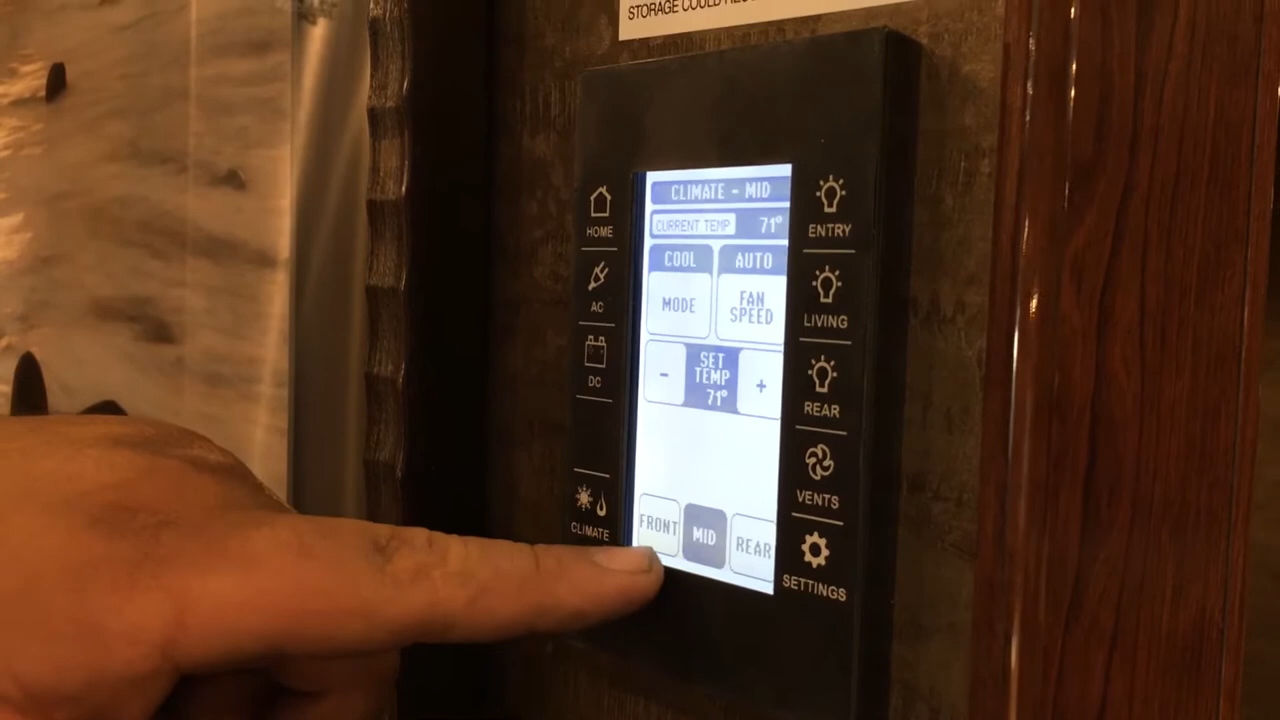 STORAGE COULD
HOME
AC
DC
CLIMATE
CLIMATE - MID
CURRENT TEMP 71°
COOL AUTO
MODE FAN
SPEED
- SET
TEMP
71° +
FRONT MID REAR
ENTRY
LIVING
REAR
VENTS
SETTINGS